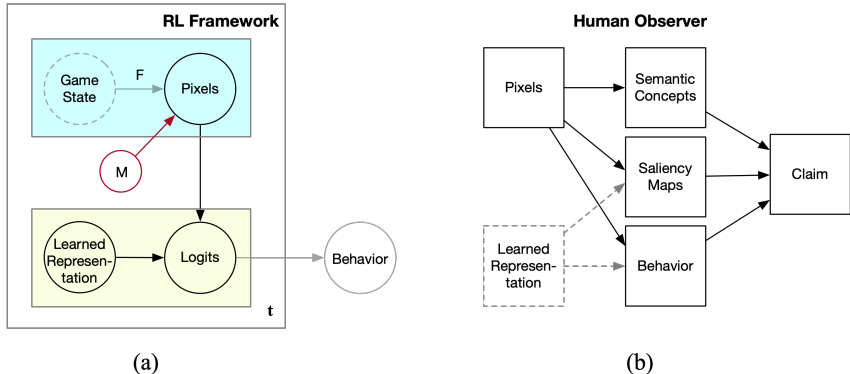 RL Framework
Game
State
F
Pixels
M
Learned
Represen-
tation
Logits
Behavior
t
(a)
Human Observer
Pixels
Semantic
Concepts
Saliency
Maps
Claim
Learned
Represen-
tation
Behavior
(b)